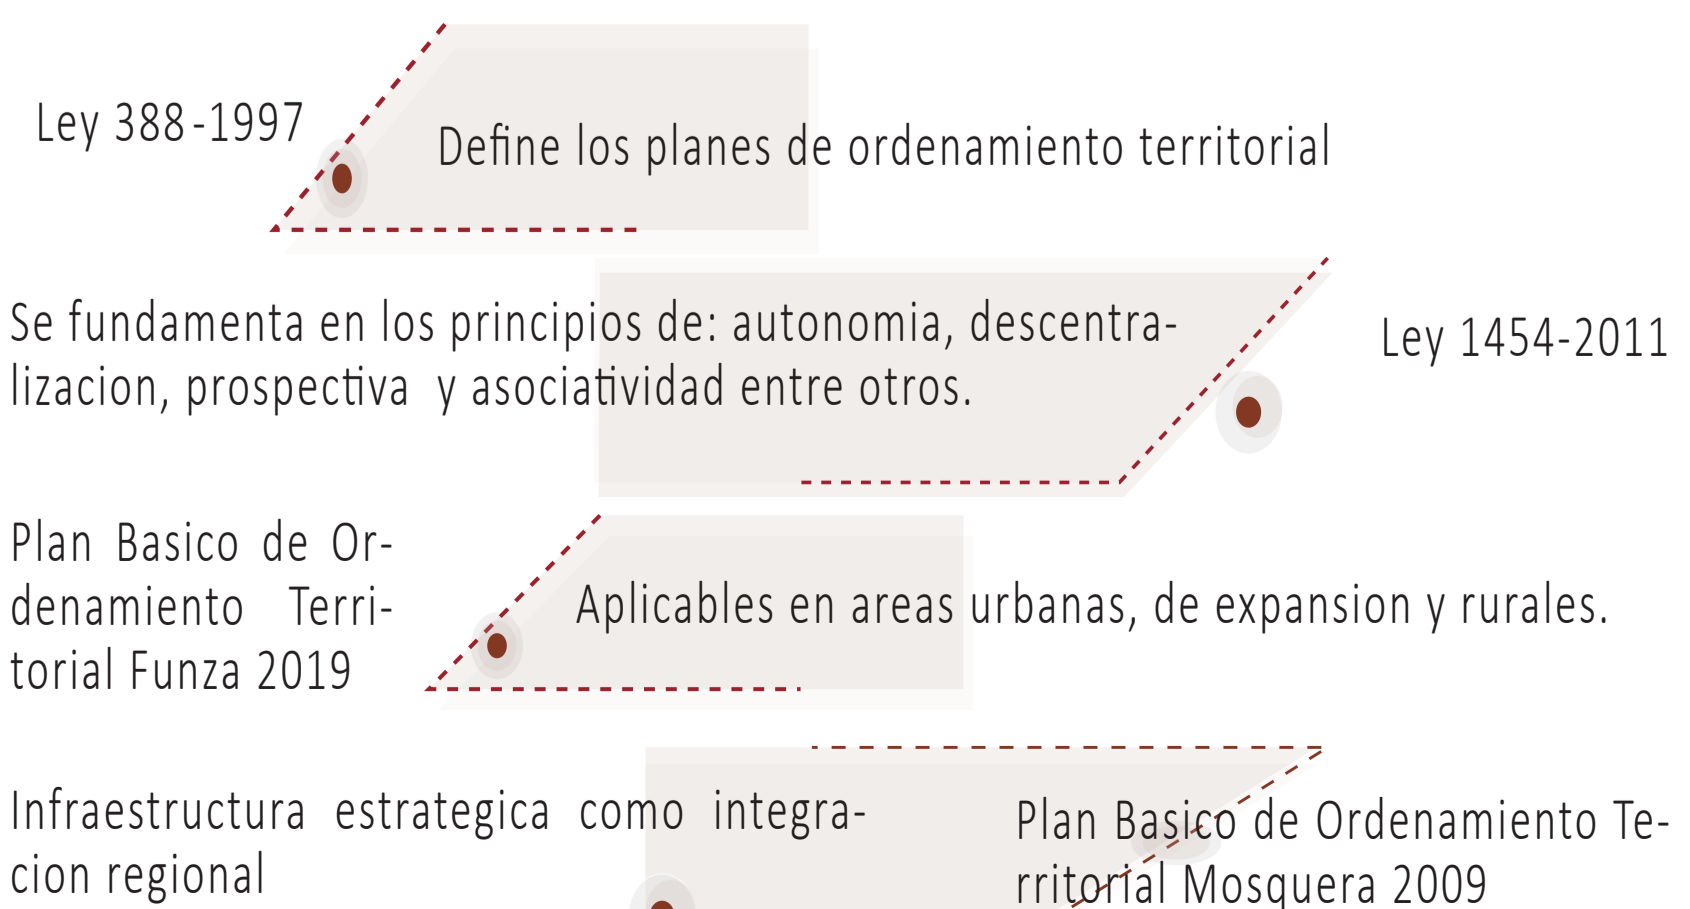 Ley 388-1997
Define los planes de ordenamiento territorial
Se fundamenta en los principios de: autonomia, descentra-
lizacion, prospectiva y asociatividad entre otros.
Ley 1454-2011
Plan Basico de Or-
denamiento Terri-
torial Funza 2019
Aplicables en areas urbanas, de expansion y rurales.
Infraestructura estrategica como integra-
cion regional
Plan Basico de Ordenamiento Te-
rritorial Mosquera 2009